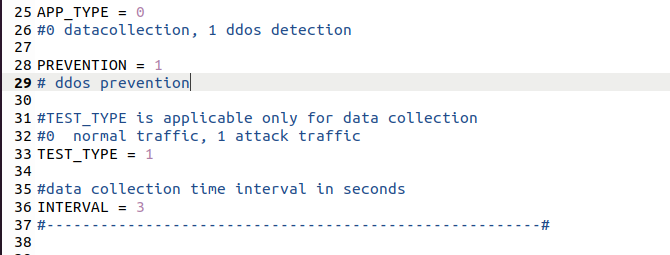 25 APP_TYPE = 0
26 #0 datacollection, 1 ddos detection
27
28 PREVENTION = 1
29 # ddos prevention
30
31 #TEST_TYPE is applicable only for data collection
32 #0  normal traffic, 1 attack traffic
33 TEST_TYPE = 1
34
35 #data collection time interval in seconds
36 INTERVAL = 3
37 #-------------------------------------------------------#
38